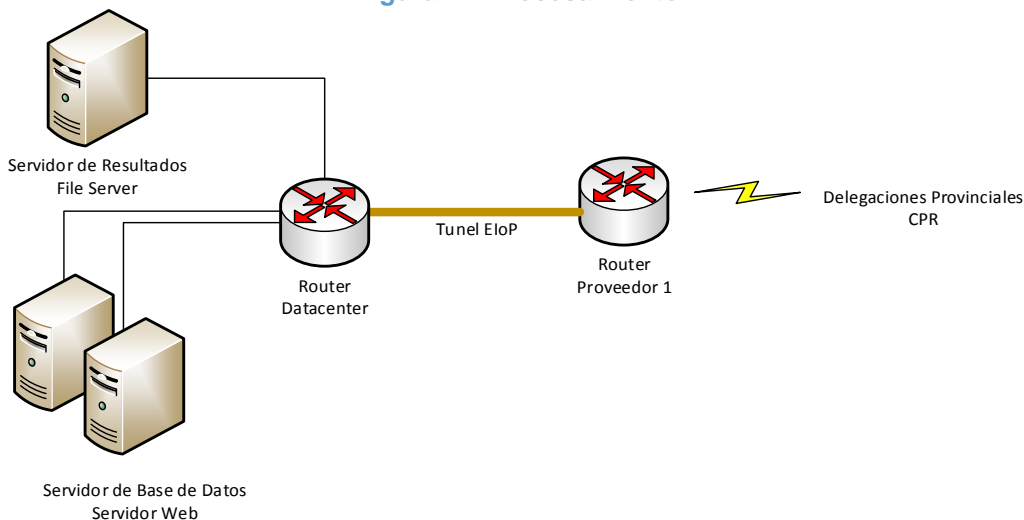 Servidor de Resultados
File Server
Tunel EIoP
Router
Datacenter
Router
Proveedor 1
Delegaciones Provinciales
CPR
Servidor de Base de Datos
Servidor Web